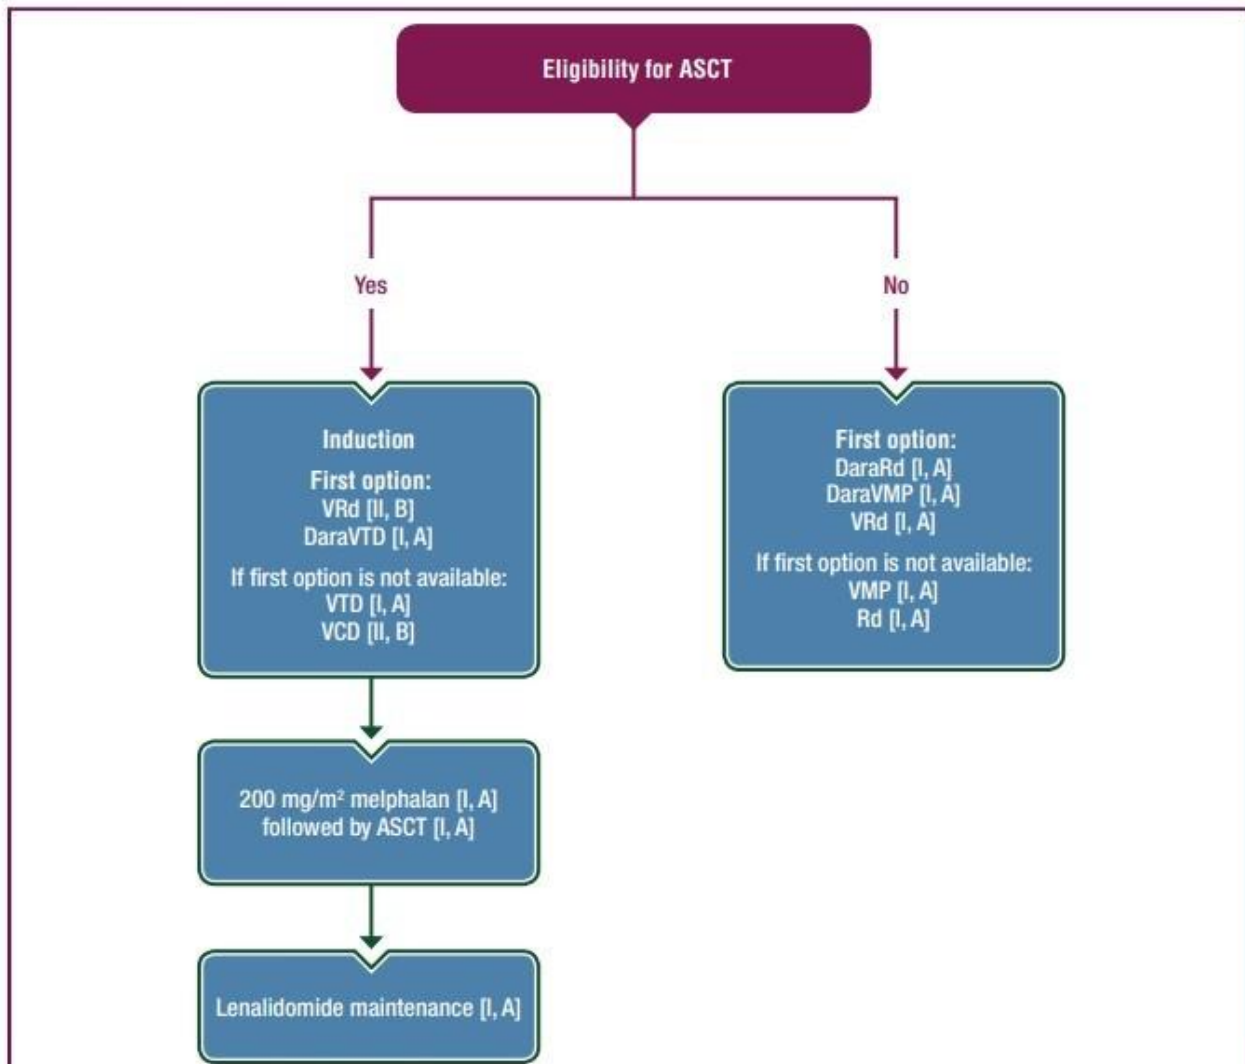 Eligibility for ASCT
Yes
No
Induction
First option:
VRd [II, B]
DaraVTD [I, A]
If first option is not available:
VTD [I, A]
VCD [II, B]
First option:
DaraRd [I, A]
DaraVMP [I, A]
VRd [I, A]
If first option is not available:
VMP [I, A]
Rd [I, A]
200 mg/m² melphalan [I, A]
followed by ASCT [I, A]
Lenalidomide maintenance [I, A]